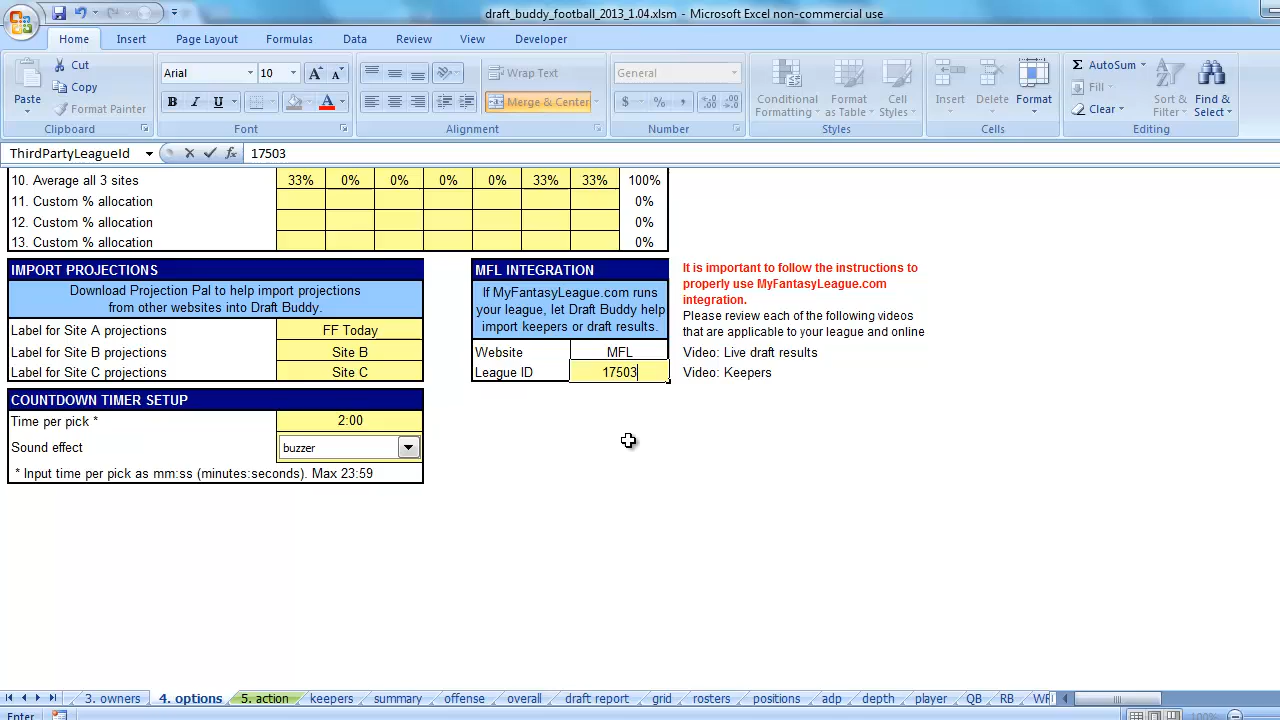 draft_buddy_football_2013_1.04.xlsm - Microsoft Excel non-commercial use
Home Insert Page Layout Formulas Data Review View Developer
Paste Cut Copy Format Painter Clipboard
Arial 10 A A B I U A Font
Wrap Text Merge & Center Alignment
General $ % , Number
Conditional Formatting Format as Table Cell Styles Styles
Insert Delete Format Cells
Σ AutoSum Fill Clear Sort & Filter Find & Select Editing
ThirdPartyLeagueId fx 17503
10. Average all 3 sites 33% 0% 0% 0% 0% 33% 33% 100%
11. Custom % allocation 0%
12. Custom % allocation 0%
13. Custom % allocation 0%
IMPORT PROJECTIONS
Download Projection Pal to help import projections
from other websites into Draft Buddy.
Label for Site A projections FF Today
Label for Site B projections Site B
Label for Site C projections Site C
MFL INTEGRATION
If MyFantasyLeague.com runs
your league, let Draft Buddy help
import keepers or draft results.
Website MFL
League ID 17503
It is important to follow the instructions to
properly use MyFantasyLeague.com
integration.
Please review each of the following videos
that are applicable to your league and online
Video: Live draft results
Video: Keepers
COUNTDOWN TIMER SETUP
Time per pick * 2:00
Sound effect buzzer
* Input time per pick as mm:ss (minutes:seconds). Max 23:59
3. owners 4. options 5. action keepers summary offense overall draft report grid rosters positions adp depth player QB RB
Enter 100%